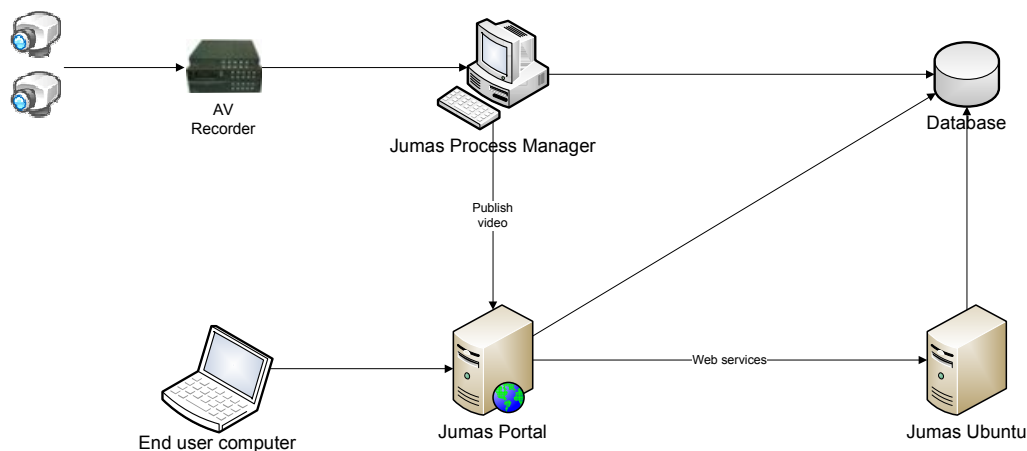 AV
Recorder
Jumas Process Manager
Database
Publish
video
Web services
End user computer
Jumas Portal
Jumas Ubuntu